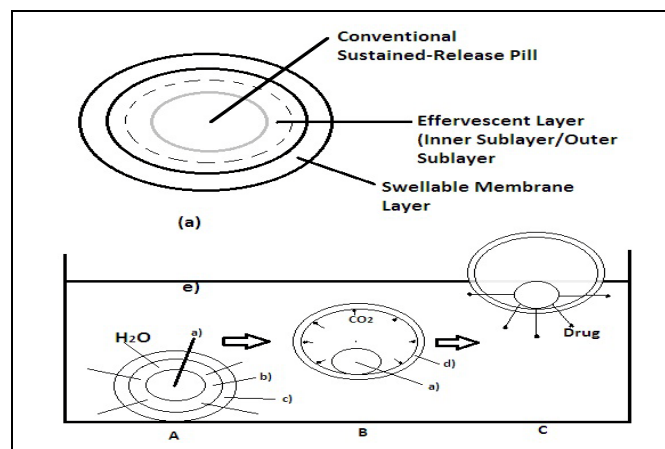 Conventional
Sustained-Release Pill
Effervescent Layer
(Inner Sublayer/Outer
Sublayer
Swellable Membrane
Layer
(a)
e)
H2O
a)
b)
c)
CO2
d)
a)
Drug
A
B
C